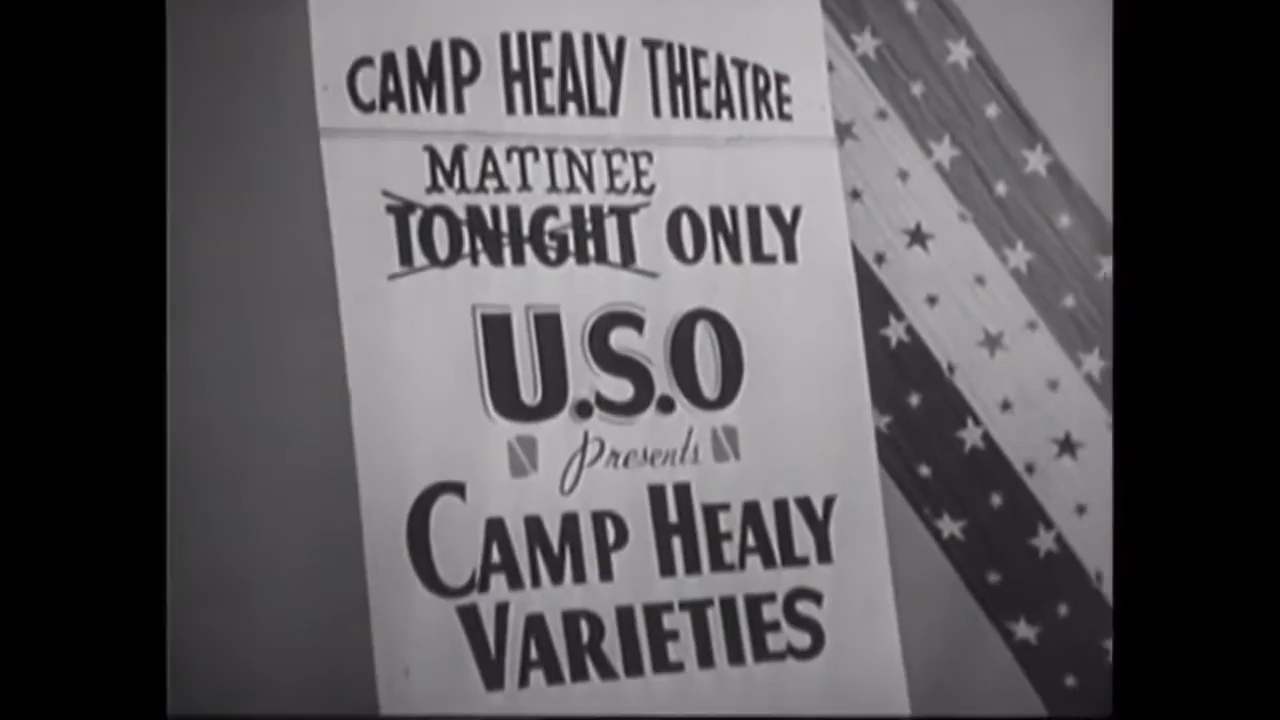 CAMP HEALY THEATRE
MATINEE
TONIGHT ONLY
U.S.O
presents
CAMP HEALY
VARIETIES